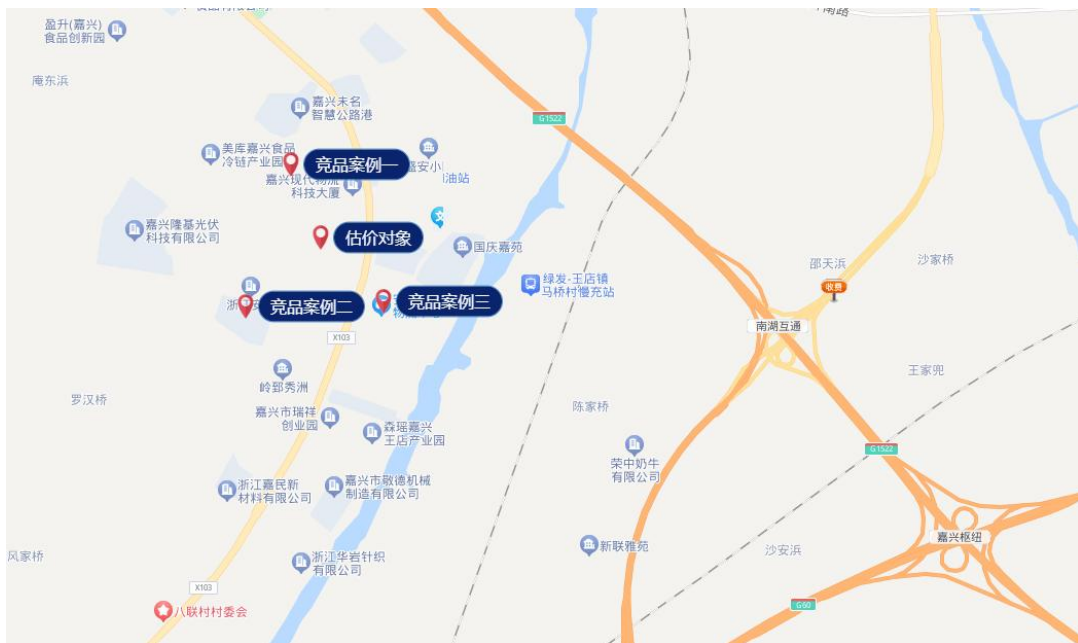 盈升(嘉兴)
食品创新园
南路
庵东浜
嘉兴未名
智慧公路港
G1522
美库嘉兴食品
冷链产业园
竞品案例一
盛安小
油站
嘉兴现代物流
科技大厦
嘉兴隆基光伏
科技有限公司
估价对象
国庆嘉苑
沙家桥
邵天浜
绿发-王店镇
马桥村慢充站
收费
竞品案例二
竞品案例三
南湖互通
X103
岭郅秀洲
王家兜
罗汉桥
陈家桥
嘉兴市瑞祥
创业园
森瑶嘉兴
王店产业园
荣中奶牛
有限公司
G1522
浙江嘉民新
材料有限公司
嘉兴市敬德机械
制造有限公司
嘉兴枢纽
新联雅苑
沙安浜
风家桥
浙江华岩针织
有限公司
X103
G60
八联村村委会